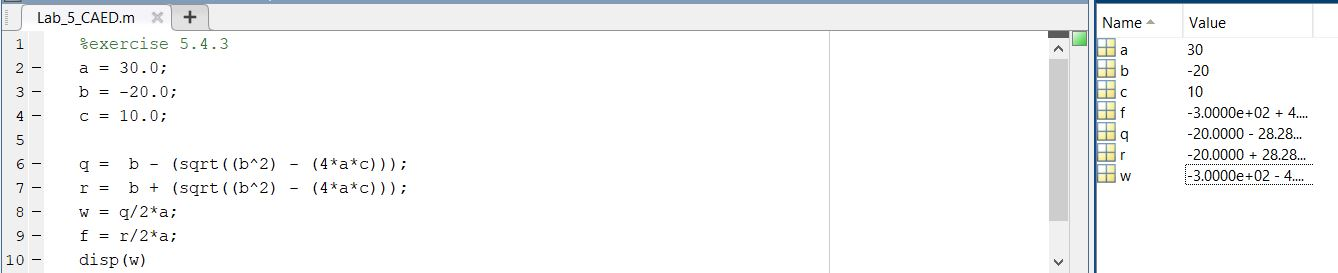 Lab_5_CAED.m × +
1 %exercise 5.4.3
2 – a = 30.0;
3 – b = -20.0;
4 – c = 10.0;
5
6 – q =  b - (sqrt((b^2) - (4*a*c)));
7 – r =  b + (sqrt((b^2) - (4*a*c)));
8 – w = q/2*a;
9 – f = r/2*a;
10 – disp(w)
Name Value
a 30
b -20
c 10
f -3.0000e+02 + 4....
q -20.0000 - 28.28...
r -20.0000 + 28.28...
w -3.0000e+02 - 4....